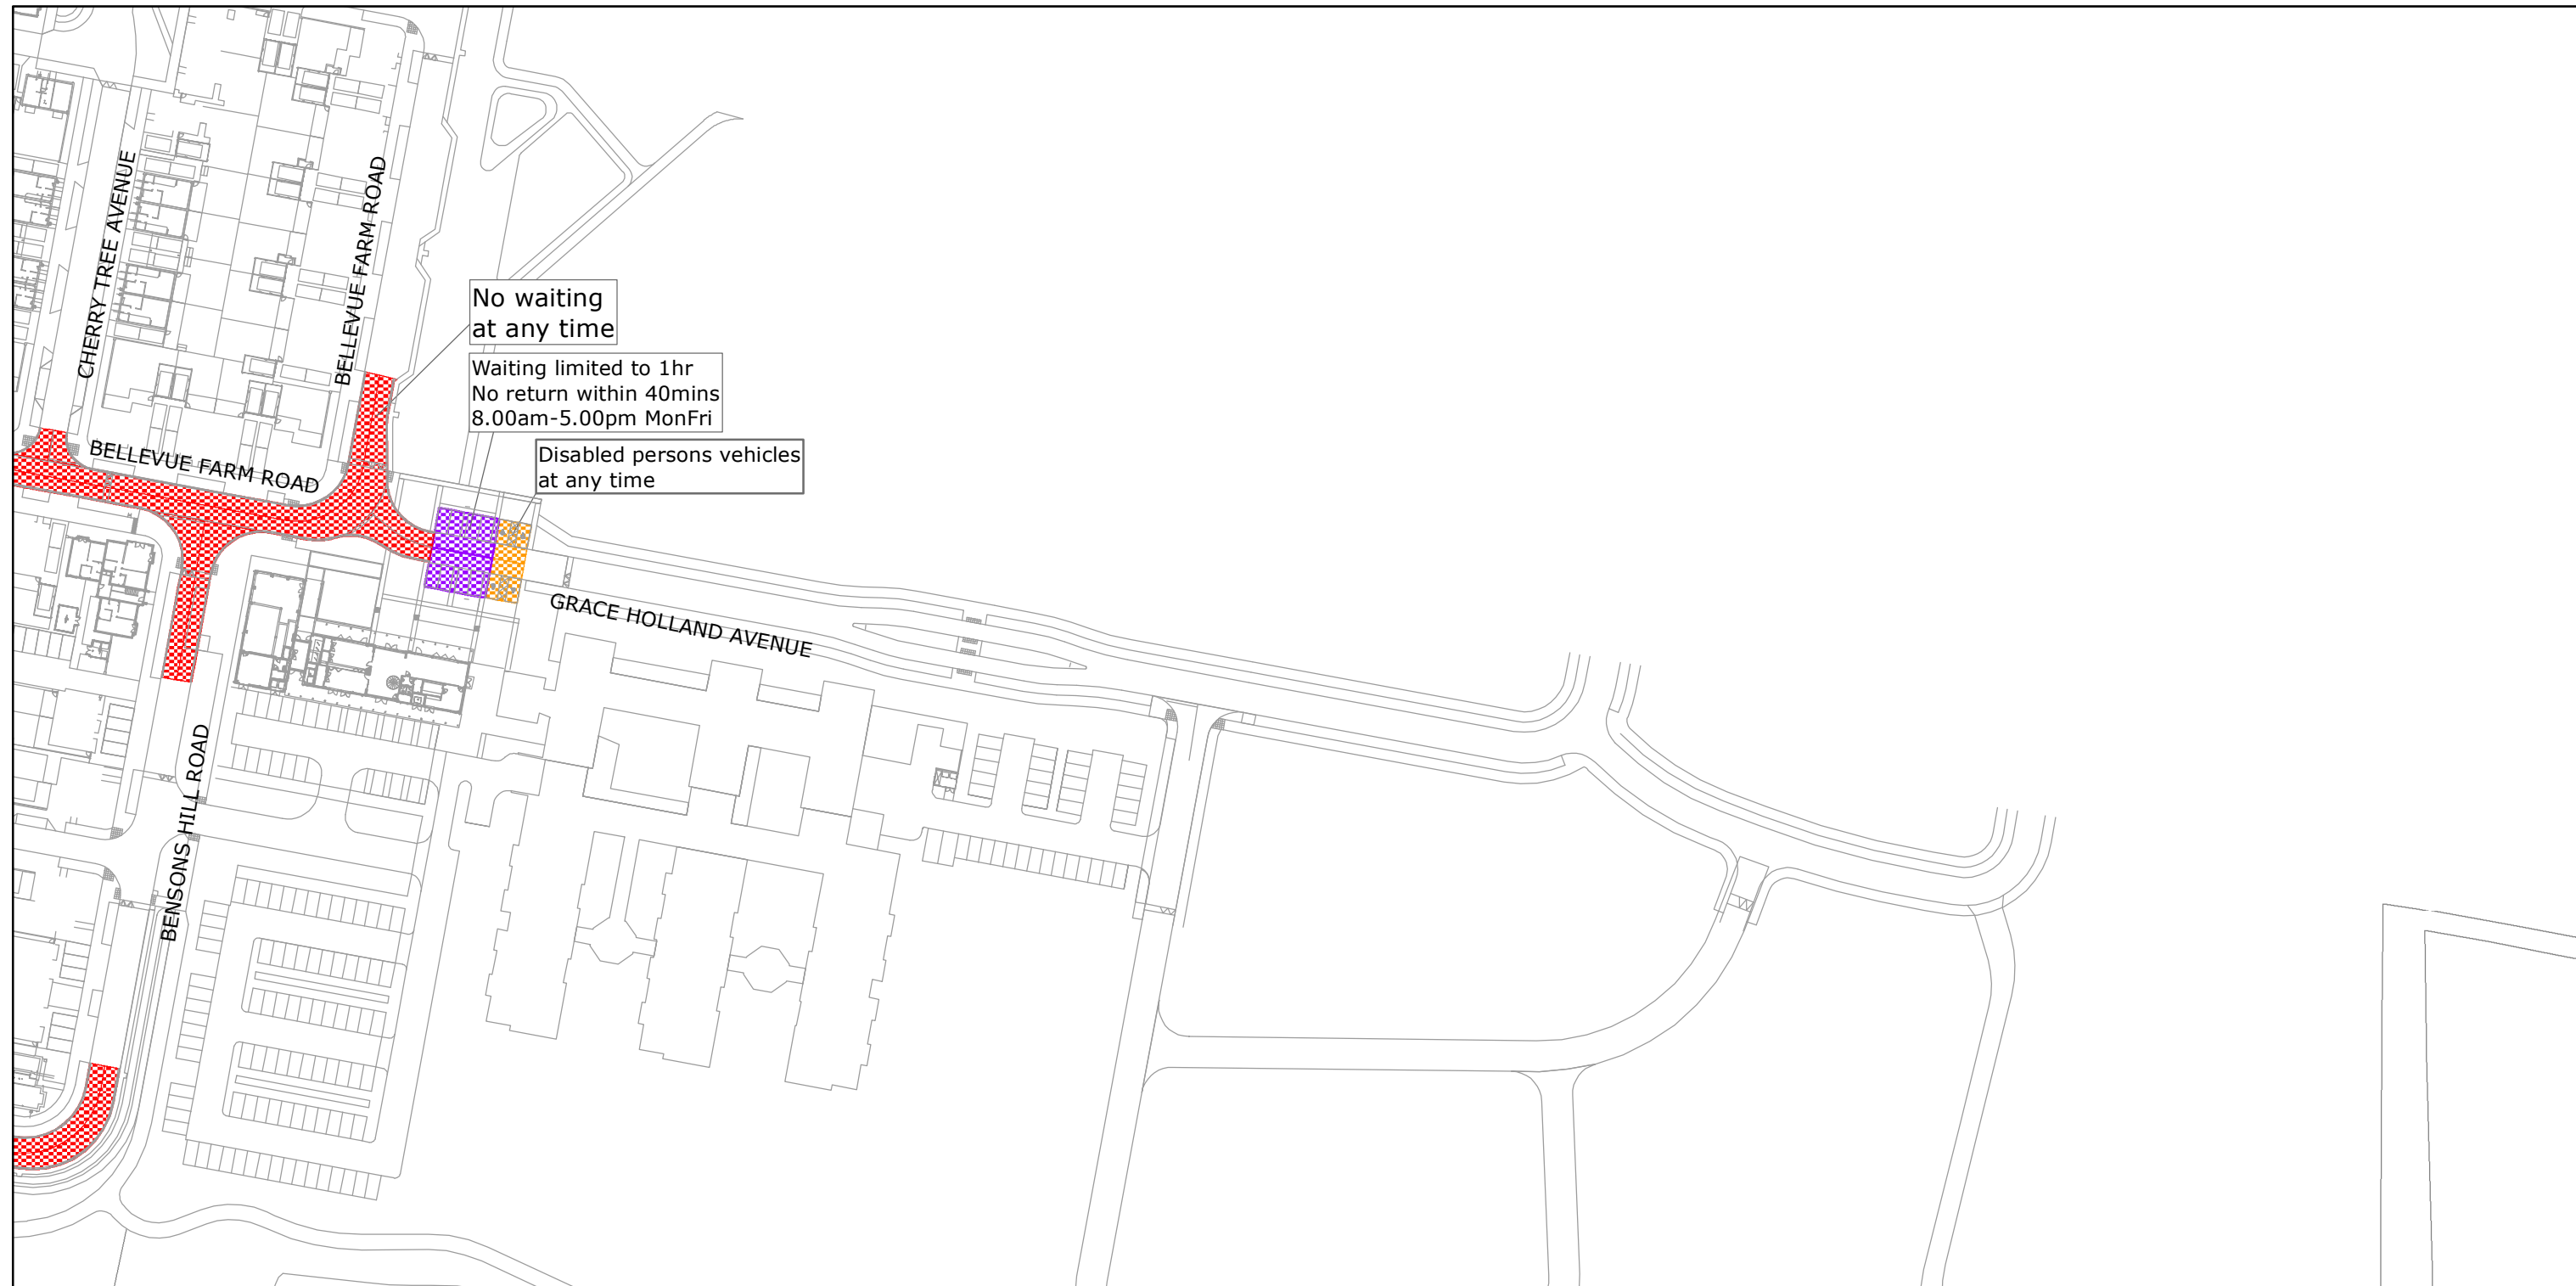 CHERRY TREE AVENUE
BELLEVUE FARM ROAD
No waiting
at any time
Waiting limited to 1hr
No return within 40mins
8.00am-5.00pm MonFri
Disabled persons vehicles
at any time
BELLEVUE FARM ROAD
GRACE HOLLAND AVENUE
BENSONS HILL ROAD